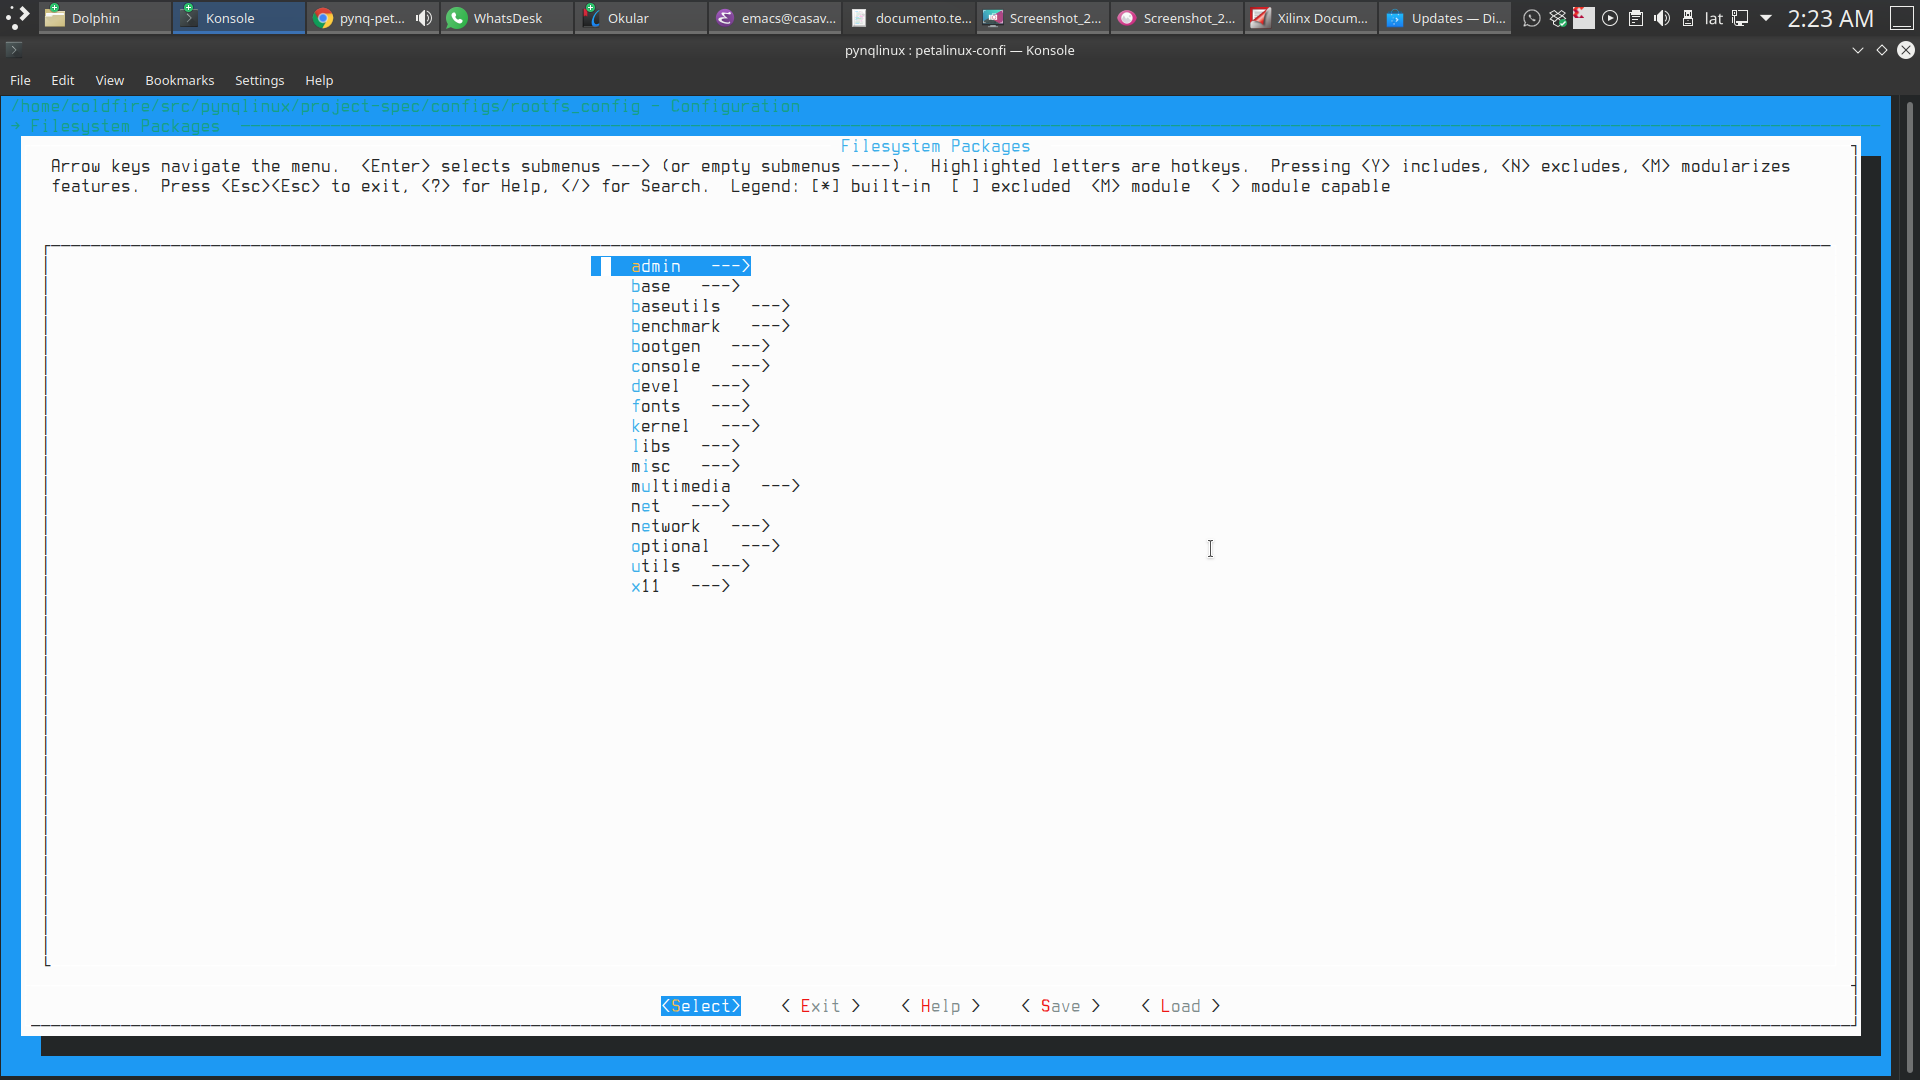 Dolphin Konsole pynq-pet... WhatsDesk Okular emacs@casav... documento.te... Screenshot_2... Screenshot_2... Xilinx Docum... Updates — Di... lat 2:23 AM
pynqlinux : petalinux-confi — Konsole
File Edit View Bookmarks Settings Help
/home/coldfire/src/pynqlinux/project-spec/configs/rootfs_config - Configuration
→ Filesystem Packages
Filesystem Packages
Arrow keys navigate the menu.  <Enter> selects submenus ---> (or empty submenus ----).  Highlighted letters are hotkeys.  Pressing <Y> includes, <N> excludes, <M> modularizes
features.  Press <Esc><Esc> to exit, <?> for Help, </> for Search.  Legend: [*] built-in  [ ] excluded  <M> module  < > module capable
admin   --->
base   --->
baseutils   --->
benchmark   --->
bootgen   --->
console   --->
devel   --->
fonts   --->
kernel   --->
libs   --->
misc   --->
multimedia   --->
net   --->
network   --->
optional   --->
utils   --->
x11   --->
<Select>    < Exit >    < Help >    < Save >    < Load >